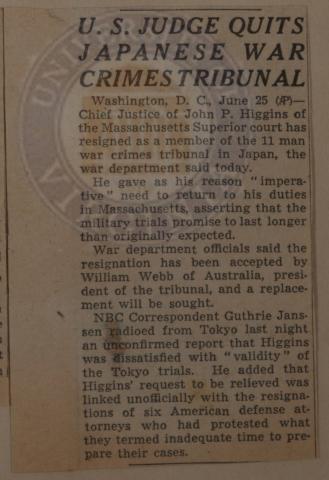 U. S. JUDGE QUITS
JAPANESE WAR
CRIMES TRIBUNAL
Washington, D. C., June 25 (AP)—
Chief Justice of John P. Higgins of
the Massachusetts Superior court has
resigned as a member of the 11 man
war crimes tribunal in Japan, the
war department said today.
He gave as his reason "impera-
tive" need to return to his duties
in Massachusetts, asserting that the
military trials promise to last longer
than originally expected.
War department officials said the
resignation has been accepted by
William Webb of Australia, presi-
dent of the tribunal, and a replace-
ment will be sought.
NBC Correspondent Guthrie Jans-
sen radioed from Tokyo last night
an unconfirmed report that Higgins
was dissatisfied with "validity" of
the Tokyo trials. He added that
Higgins' request to be relieved was
linked unofficially with the resigna-
tions of six American defense at-
torneys who had protested what
they termed inadequate time to pre-
pare their cases.